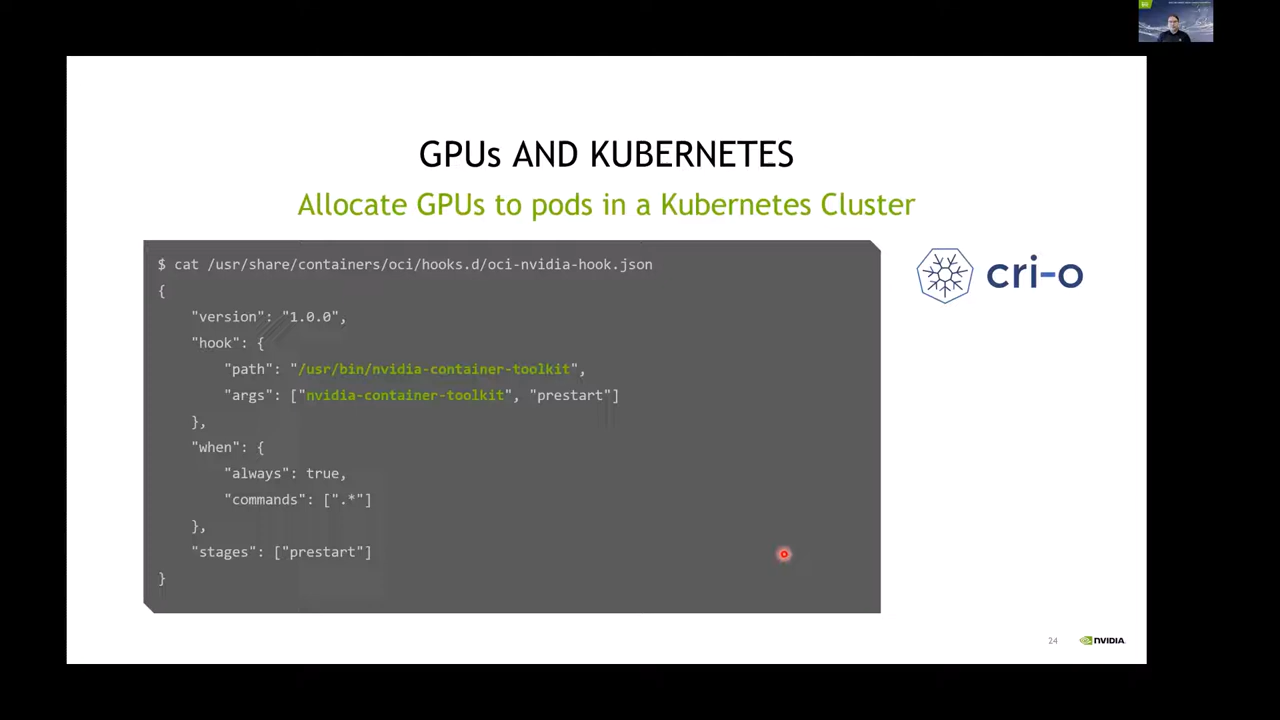 GPUs AND KUBERNETES
Allocate GPUs to pods in a Kubernetes Cluster
$ cat /usr/share/containers/oci/hooks.d/oci-nvidia-hook.json
{
    "version": "1.0.0",
    "hook": {
        "path": "/usr/bin/nvidia-container-toolkit",
        "args": ["nvidia-container-toolkit", "prestart"]
    },
    "when": {
        "always": true,
        "commands": [".*"]
    },
    "stages": ["prestart"]
}
cri-o
24
NVIDIA